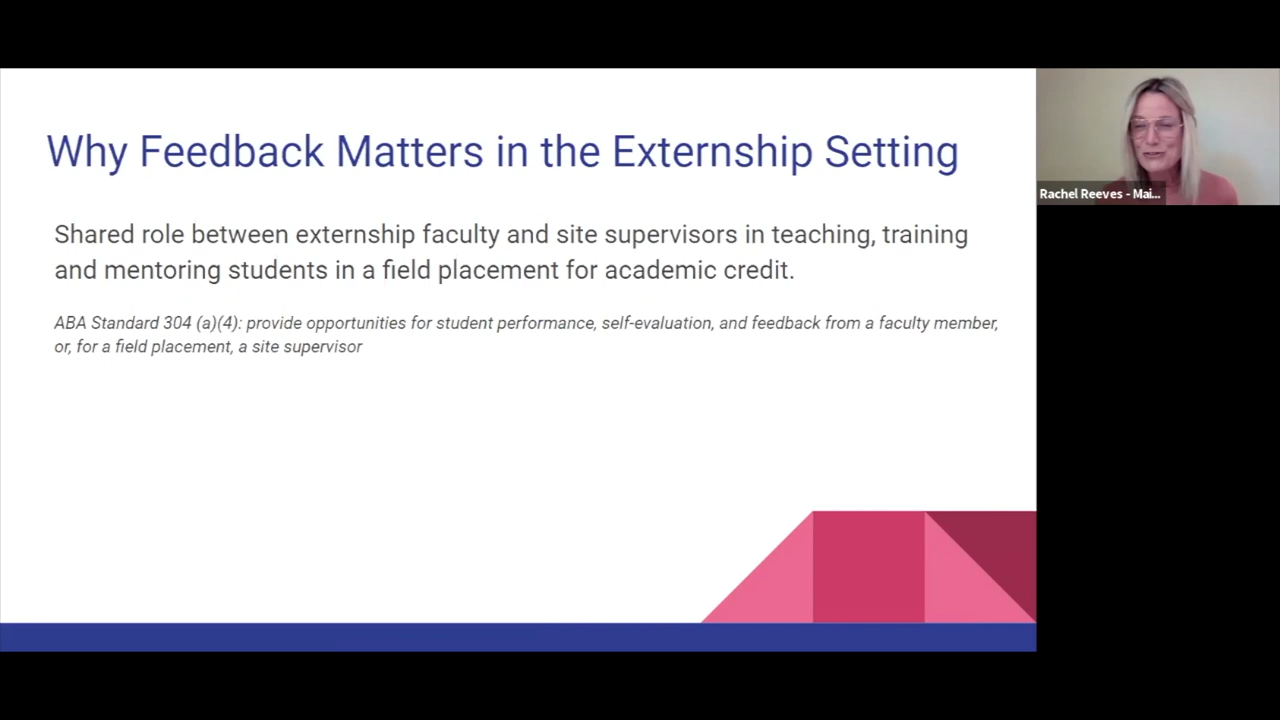 Why Feedback Matters in the Externship Setting
Shared role between externship faculty and site supervisors in teaching, training
and mentoring students in a field placement for academic credit.
ABA Standard 304 (a)(4): provide opportunities for student performance, self-evaluation, and feedback from a faculty member,
or, for a field placement, a site supervisor
Rachel Reeves - Mai...